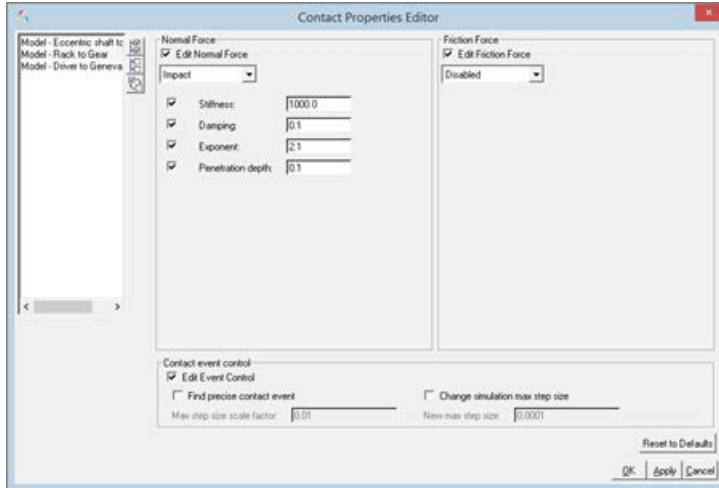 Contact Properties Editor
Model - Eccentric shaft to
Model - Rack to Gear
Model - Driver to Geneva
Normal Force
Edit Normal Force
Impact
Stiffness: 1000.0
Damping: 0.1
Exponent: 2.1
Penetration depth: 0.1
Friction Force
Edit Friction Force
Disabled
Contact event control
Edit Event Control
Find precise contact event
Change simulation max step size
Max step size scale factor: 0.01
New max step size: 0.0001
Reset to Defaults
OK Apply Cancel